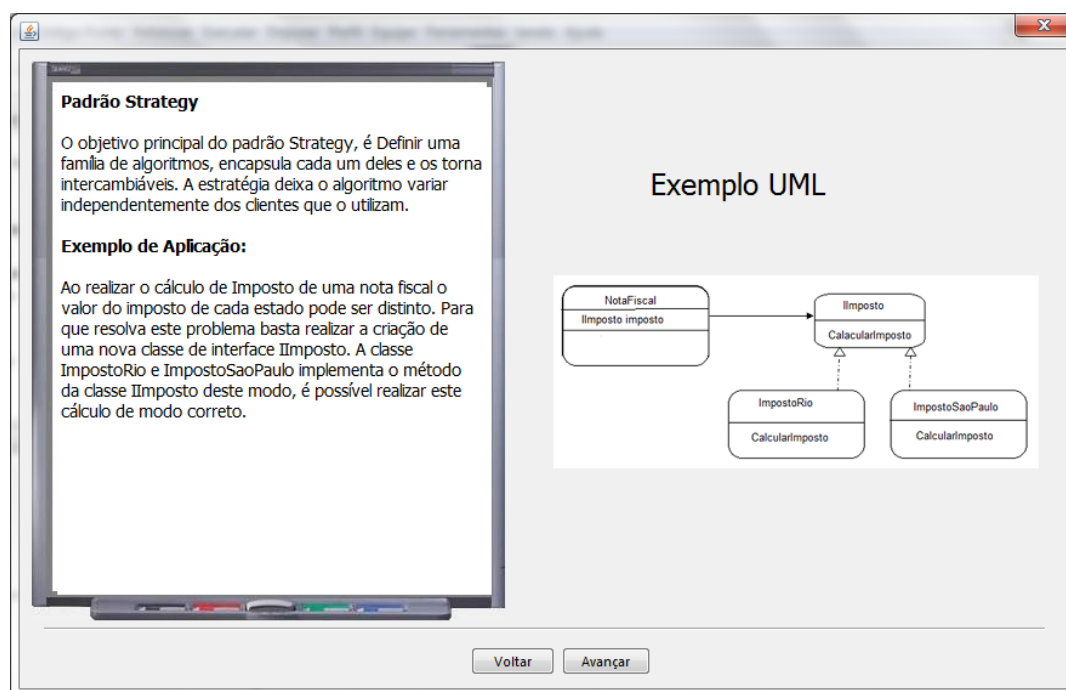 Padrão Strategy
O objetivo principal do padrão Strategy, é Definir uma
família de algoritmos, encapsula cada um deles e os torna
intercambiáveis. A estratégia deixa o algoritmo variar
independentemente dos clientes que o utilizam.
Exemplo de Aplicação:
Ao realizar o cálculo de Imposto de uma nota fiscal o
valor do imposto de cada estado pode ser distinto. Para
que resolva este problema basta realizar a criação de
uma nova classe de interface IImposto. A classe
ImpostoRio e ImpostoSaoPaulo implementa o método
da classe IImposto deste modo, é possível realizar este
cálculo de modo correto.
Exemplo UML
NotaFiscal
IImposto imposto
IImposto
CalacularImposto
ImpostoRio
CalcularImposto
ImpostoSaoPaulo
CalcularImposto
Voltar
Avançar